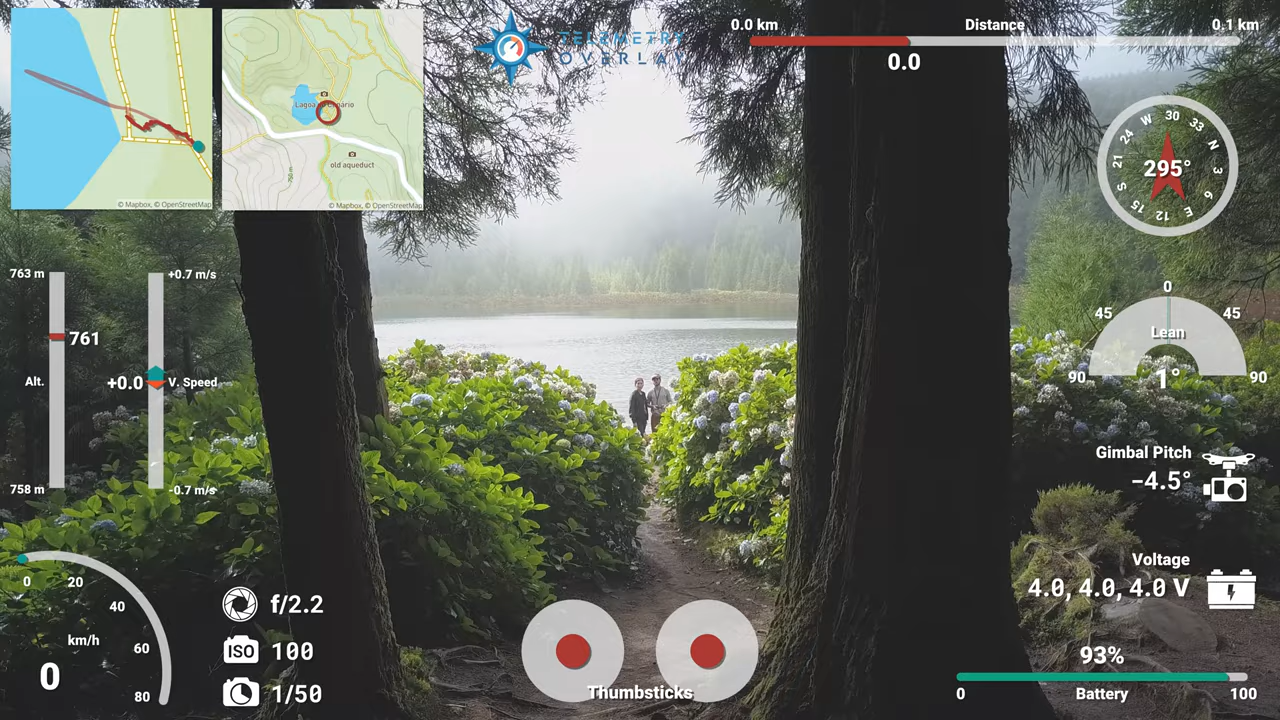 TELEMETRY
OVERLAY
0.0 km
Distance
0.1 km
0.0
Lagoa
old aqueduct
750 m
© Mapbox, © OpenStreetMap
© Mapbox, © OpenStreetMap
W 30 33 N 3 6 E 12 15 S 21 24
295°
763 m
+0.7 m/s
761
Alt.
+0.0
V. Speed
758 m
-0.7 m/s
0
45
45
Lean
90
1°
90
Gimbal Pitch
−4.5°
Voltage
4.0, 4.0, 4.0 V
93%
0
Battery
100
0
20
40
60
80
km/h
0
f/2.2
ISO
100
1/50
Thumbsticks